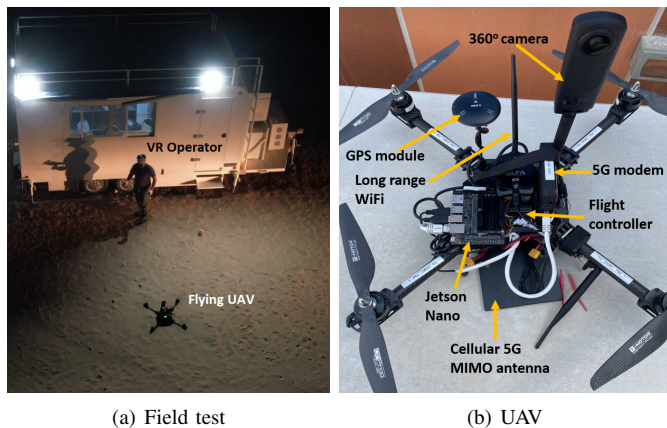 VR Operator
Flying UAV
360° camera
GPS module
Long range
WiFi
5G modem
Flight
controller
Jetson
Nano
Cellular 5G
MIMO antenna
(a) Field test
(b) UAV